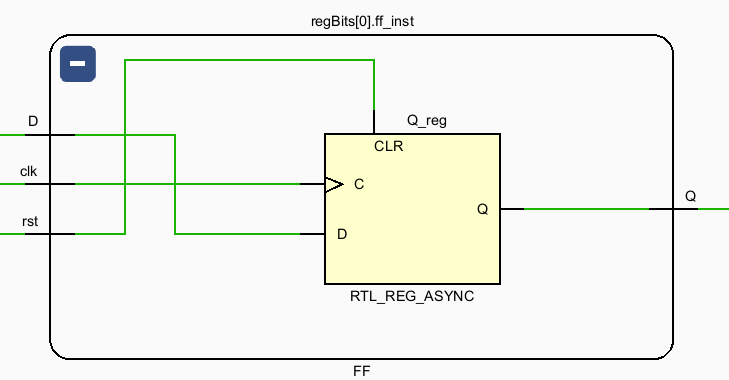 regBits[0].ff_inst
D
Q_reg
CLR
clk
C
Q
Q
rst
D
RTL_REG_ASYNC
FF